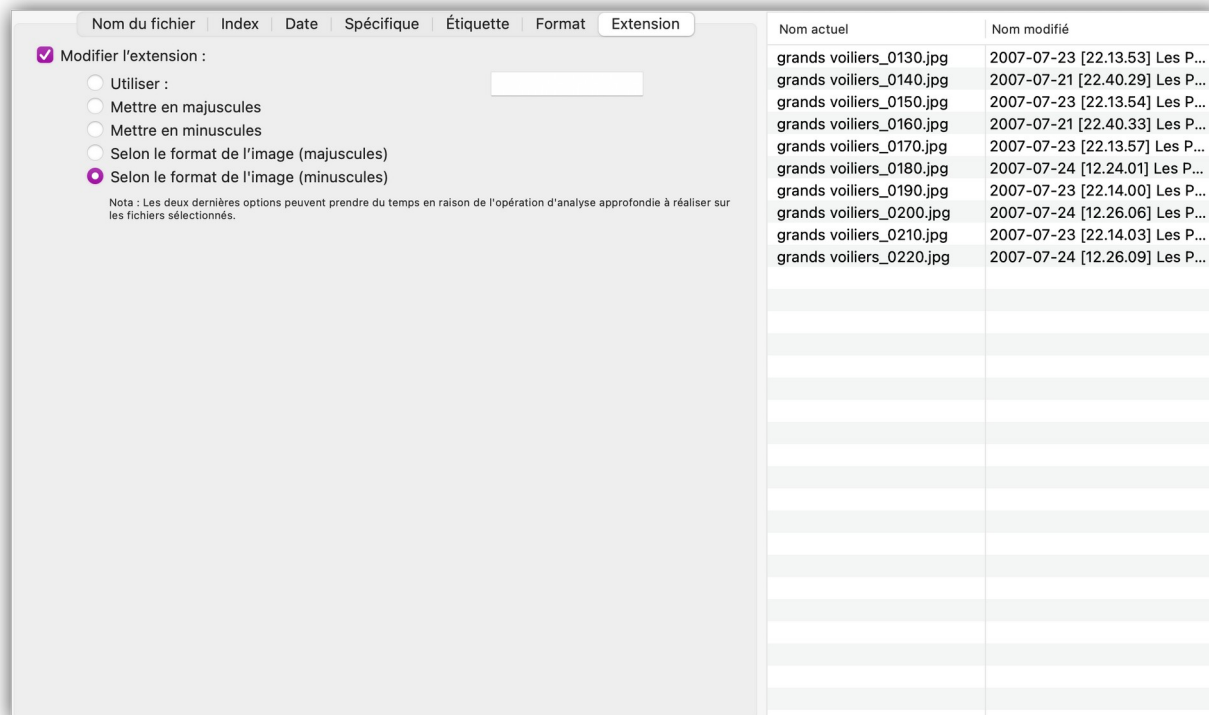 Nom du fichier Index Date Spécifique Étiquette Format Extension
Modifier l'extension :
Utiliser :
Mettre en majuscules
Mettre en minuscules
Selon le format de l'image (majuscules)
Selon le format de l'image (minuscules)
Nota : Les deux dernières options peuvent prendre du temps en raison de l'opération d'analyse approfondie à réaliser sur
les fichiers sélectionnés.
Nom actuel Nom modifié
grands voiliers_0130.jpg 2007-07-23 [22.13.53] Les P...
grands voiliers_0140.jpg 2007-07-21 [22.40.29] Les P...
grands voiliers_0150.jpg 2007-07-23 [22.13.54] Les P...
grands voiliers_0160.jpg 2007-07-21 [22.40.33] Les P...
grands voiliers_0170.jpg 2007-07-23 [22.13.57] Les P...
grands voiliers_0180.jpg 2007-07-24 [12.24.01] Les P...
grands voiliers_0190.jpg 2007-07-23 [22.14.00] Les P...
grands voiliers_0200.jpg 2007-07-24 [12.26.06] Les P...
grands voiliers_0210.jpg 2007-07-23 [22.14.03] Les P...
grands voiliers_0220.jpg 2007-07-24 [12.26.09] Les P...